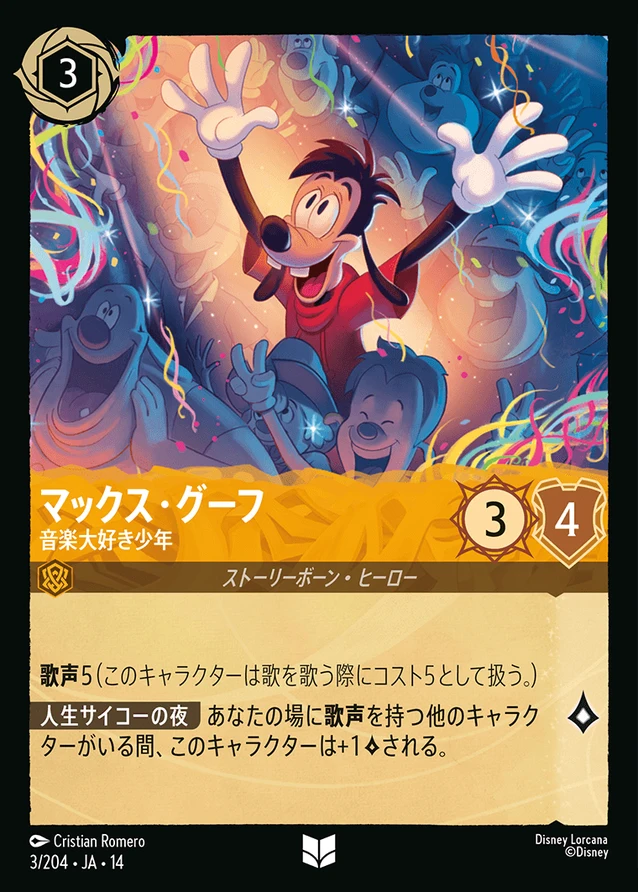 3
マックス・グーフ
音楽大好き少年
3
4
ストーリーボーン・ヒーロー
歌声5(このキャラクターは歌を歌う際にコスト5として扱う。)
人生サイコーの夜 あなたの場に歌声を持つ他のキャラク
ターがいる間、このキャラクターは+1される。
Cristian Romero
3/204・JA・14
Disney Lorcana
©Disney